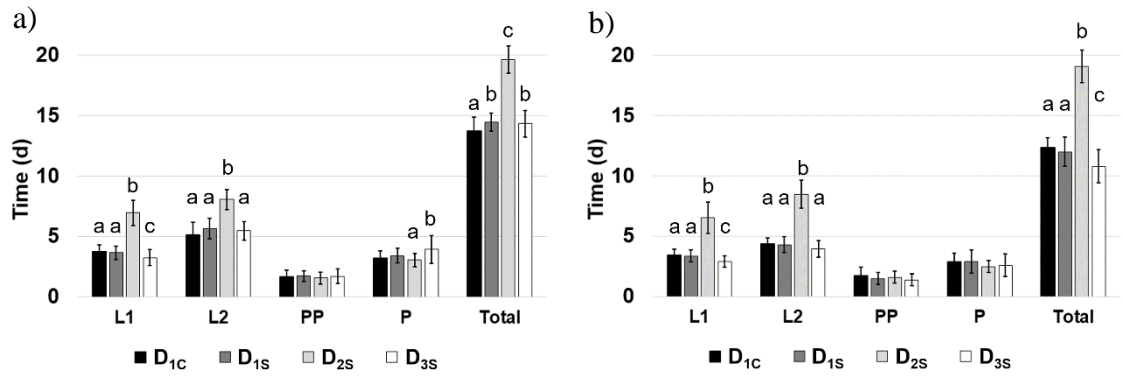 a)
20
15
10
5
0
Time (d)
a a b c
a a b a
a a a b
a b c b
L1 L2 PP P Total
D1C D1S D2S D3S
b)
20
15
10
5
0
Time (d)
a a b c
a a b a
a a b c
L1 L2 PP P Total
D1C D1S D2S D3S